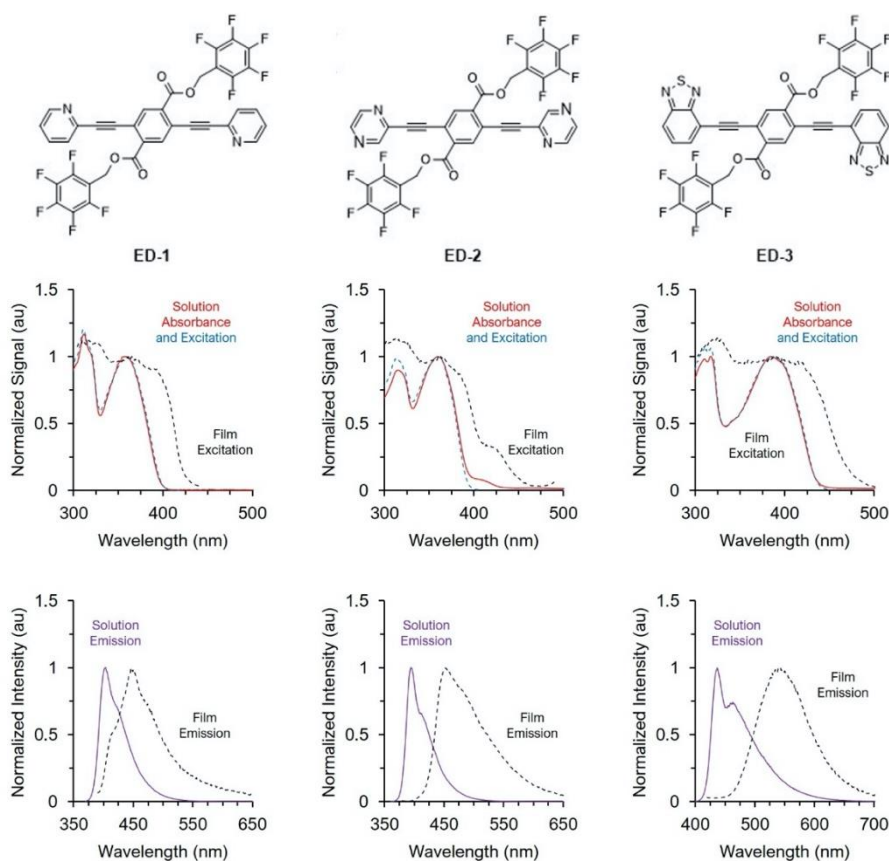 F
F
F
F
F
O
O
N
N
O
O
F
F
F
F
F
ED-1
F
F
F
F
F
O
O
N
N
N
N
O
O
F
F
F
F
F
ED-2
F
F
F
F
F
S
N
N
O
O
O
O
N
N
S
F
F
F
F
F
ED-3
Normalized Signal (au)
1.5
1
0.5
0
300
400
500
Wavelength (nm)
Solution
Absorbance
and Excitation
Film
Excitation
Normalized Signal (au)
1.5
1
0.5
0
300
400
500
Wavelength (nm)
Solution
Absorbance
and Excitation
Film
Excitation
Normalized Signal (au)
1.5
1
0.5
0
300
400
500
Wavelength (nm)
Solution
Absorbance
and Excitation
Film
Excitation
Normalized Intensity (au)
1.5
1
0.5
0
350
450
550
650
Wavelength (nm)
Solution
Emission
Film
Emission
Normalized Intensity (au)
1.5
1
0.5
0
350
450
550
650
Wavelength (nm)
Solution
Emission
Film
Emission
Normalized Intensity (au)
1.5
1
0.5
0
400
500
600
700
Wavelength (nm)
Solution
Emission
Film
Emission